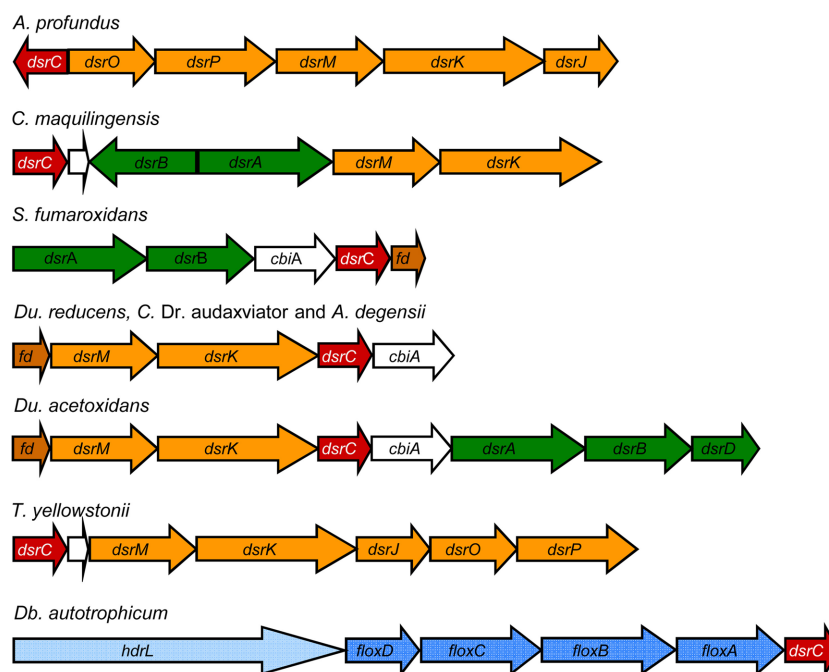 A. profundus
dsrC dsrO dsrP dsrM dsrK dsrJ
C. maquilingensis
dsrC dsrB dsrA dsrM dsrK
S. fumaroxidans
dsrA dsrB cbiA dsrC fd
Du. reducens, C. Dr. audaxviator and A. degensii
fd dsrM dsrK dsrC cbiA
Du. acetoxidans
fd dsrM dsrK dsrC cbiA dsrA dsrB dsrD
T. yellowstonii
dsrC dsrM dsrK dsrJ dsrO dsrP
Db. autotrophicum
hdrL floxD floxC floxB floxA dsrC